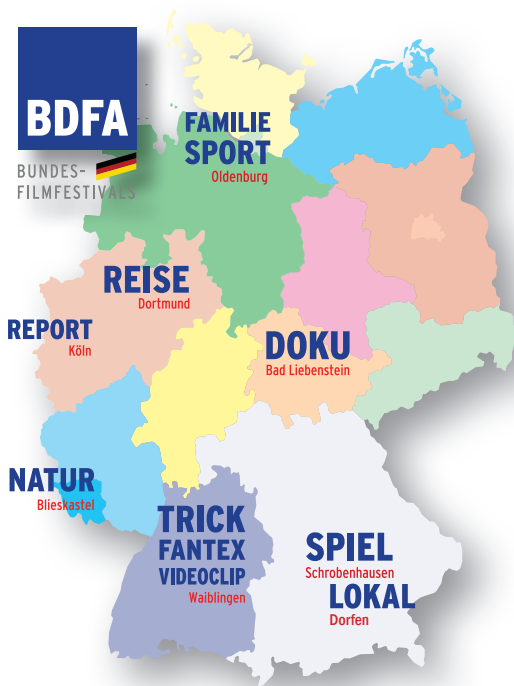 BDFA
BUNDES-
FILMFESTIVALS
FAMILIE
SPORT
Oldenburg
REISE
Dortmund
REPORT
Köln
DOKU
Bad Liebenstein
NATUR
Blieskastel
TRICK
FANTEX
VIDEOCLIP
Waiblingen
SPIEL
Schrobenhausen
LOKAL
Dorfen